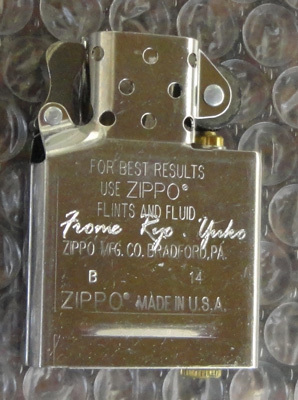 FOR BEST RESULTS
USE ZIPPO®
FLINTS AND FLUID
Frome Ryo . Yuko
ZIPPO MFG. CO. BRADFORD, PA.
B 14
ZIPPO® MADE IN U.S.A.